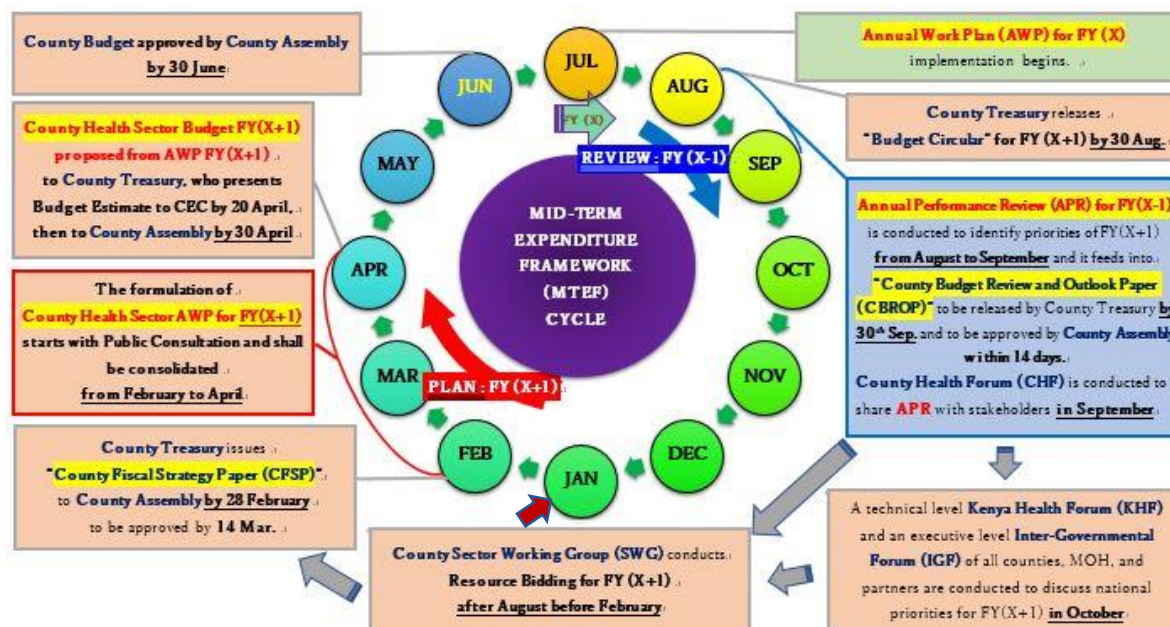 County Budget approved by County Assembly
by 30 June
County Health Sector Budget FY(X+1)
proposed from AWP FY(X+1)
to County Treasury, who presents
Budget Estimate to CEC by 20 April,
then to County Assembly by 30 April
The formulation of
County Health Sector AWP for FY(X+1)
starts with Public Consultation and shall
be consolidated
from February to April
County Treasury issues
"County Fiscal Strategy Paper (CFSP)"
to County Assembly by 28 February
to be approved by 14 Mar.
JUL
AUG
SEP
OCT
NOV
DEC
JAN
FEB
MAR
APR
MAY
JUN
FY (X)
REVIEW : FY (X-1)
MID-TERM
EXPENDITURE
FRAMEWORK
(MTEF)
CYCLE
PLAN : FY (X+1)
Annual Work Plan (AWP) for FY (X)
implementation begins.
County Treasury releases
"Budget Circular" for FY (X+1) by 30 Aug.
Annual Performance Review (APR) for FY(X-1)
is conducted to identify priorities of FY(X+1)
from August to September and it feeds into
"County Budget Review and Outlook Paper
(CBROP)" to be released by County Treasury by
30th Sep. and to be approved by County Assembly
within 14 days.
County Health Forum (CHF) is conducted to
share APR with stakeholders in September
A technical level Kenya Health Forum (KHF)
and an executive level Inter-Governmental
Forum (IGF) of all counties, MOH, and
partners are conducted to discuss national
priorities for FY(X+1) in October
County Sector Working Group (SWG) conducts
Resource Bidding for FY (X+1)
after August before February